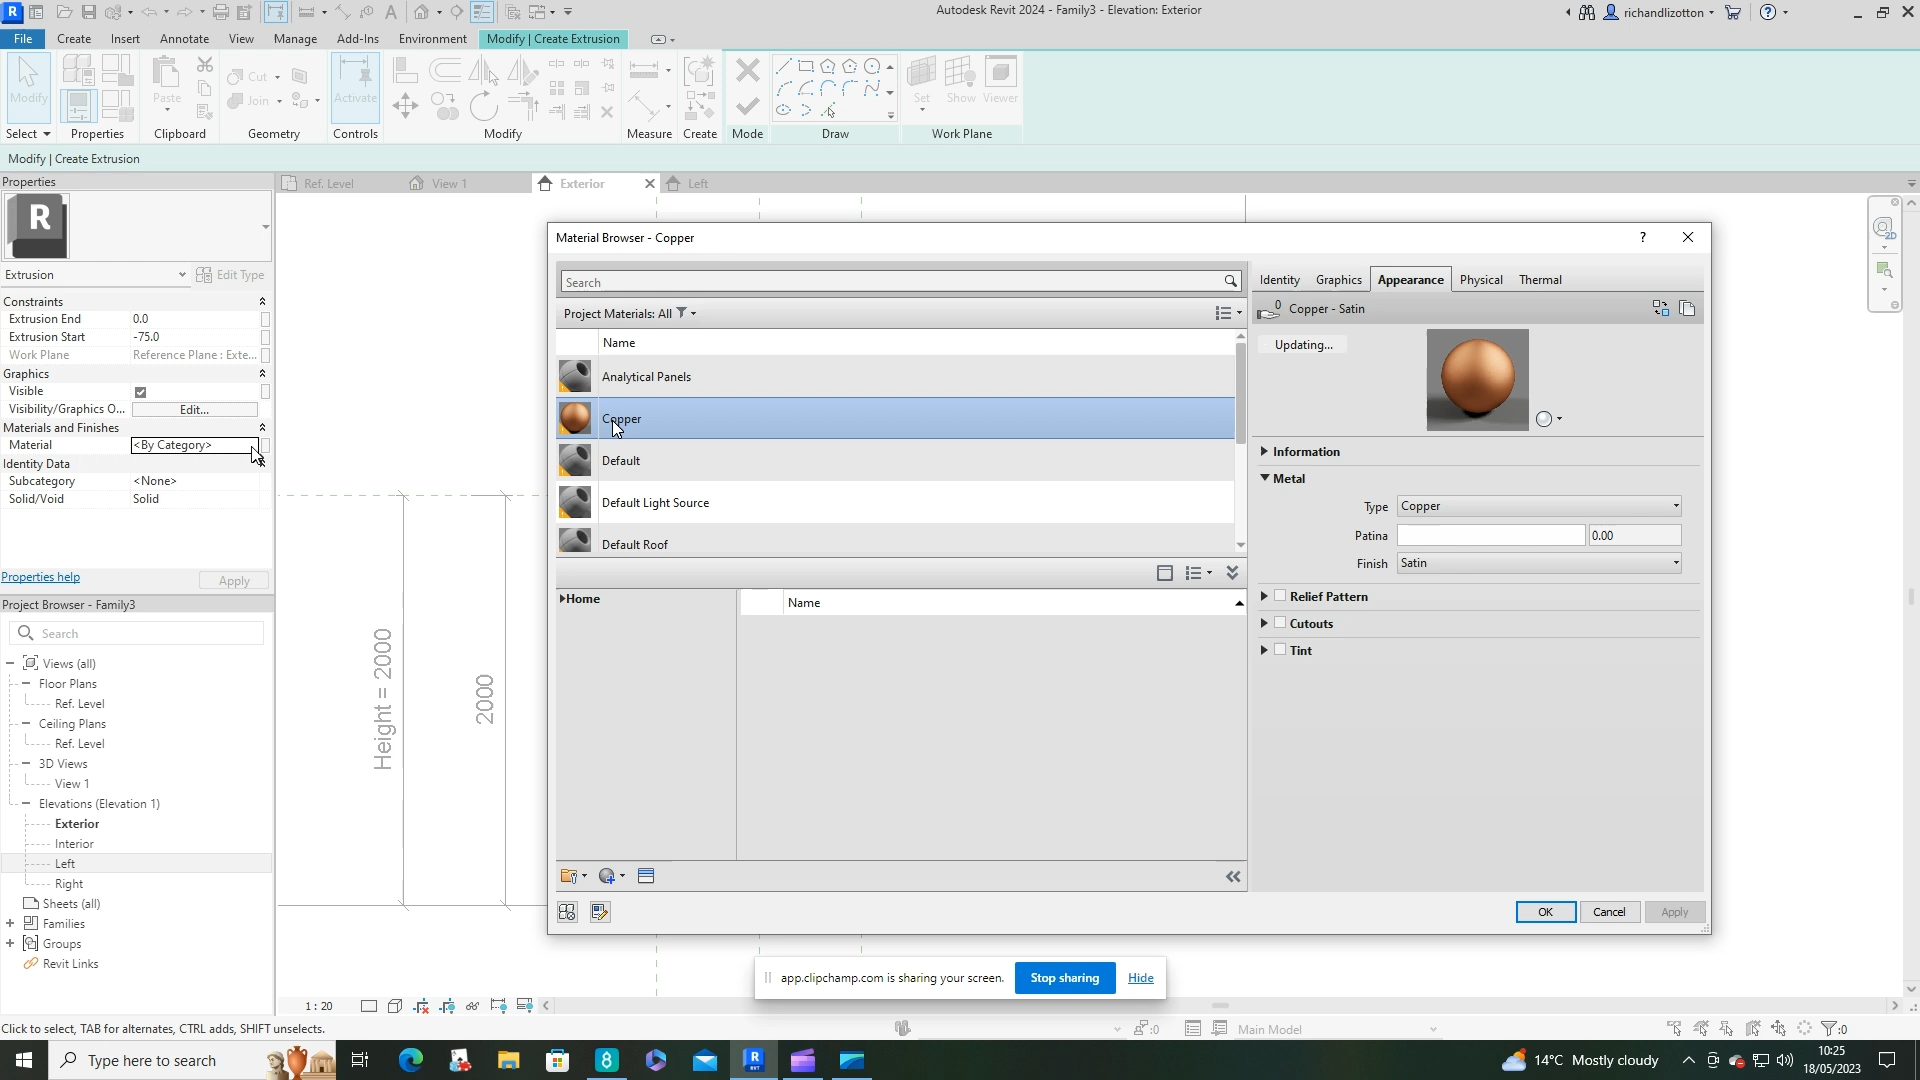 Autodesk Revit 2024 - Family3 - Elevation: Exterior
richandlizotton
File Create Insert Annotate View Manage Add-Ins Environment Modify | Create Extrusion
Modify Paste Cut Join Activate Set Show Viewer
Select Properties Clipboard Geometry Controls Modify Measure Create Mode Draw Work Plane
Modify | Create Extrusion
Properties
Ref. Level View 1 Exterior Left
R
Extrusion Edit Type
Constraints
Extrusion End 0.0
Extrusion Start -75.0
Work Plane Reference Plane : Exte...
Graphics
Visible
Visibility/Graphics O... Edit...
Materials and Finishes
Material <By Category>
Identity Data
Subcategory <None>
Solid/Void Solid
Properties help Apply
Project Browser - Family3
Search
Views (all)
Floor Plans
Ref. Level
Ceiling Plans
Ref. Level
3D Views
View 1
Elevations (Elevation 1)
Exterior
Interior
Left
Right
Sheets (all)
Families
Groups
Revit Links
Height = 2000
2000
Material Browser - Copper ?
Search
Project Materials: All
Name
Analytical Panels
Copper
Default
Default Light Source
Default Roof
Home
Name
Identity Graphics Appearance Physical Thermal
0 Copper - Satin
Updating...
Information
Metal
Type Copper
Patina 0.00
Finish Satin
Relief Pattern
Cutouts
Tint
OK Cancel Apply
app.clipchamp.com is sharing your screen. Stop sharing Hide
1 : 20
Click to select, TAB for alternates, CTRL adds, SHIFT unselects.
:0 Main Model :0
Type here to search
14°C Mostly cloudy
10:25
18/05/2023